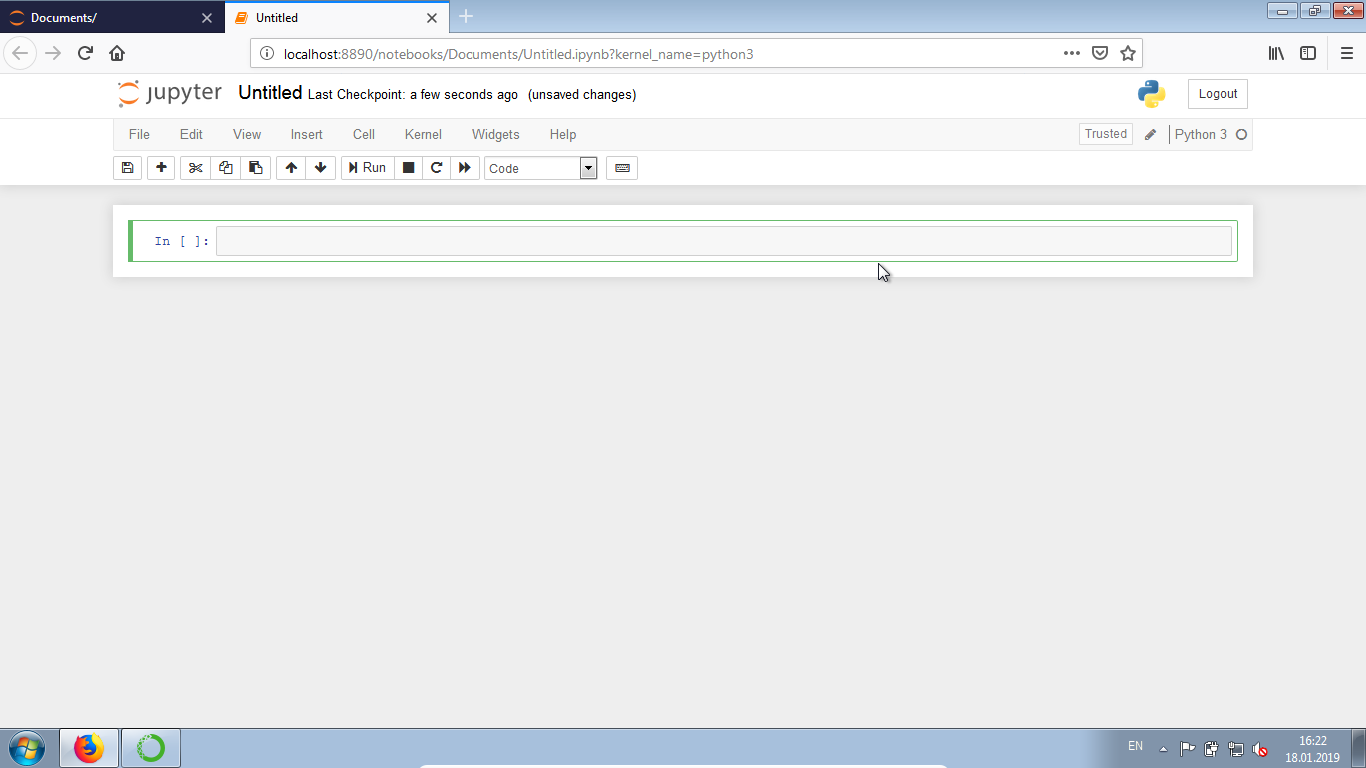 Documents/
Untitled
localhost:8890/notebooks/Documents/Untitled.ipynb?kernel_name=python3
jupyter Untitled Last Checkpoint: a few seconds ago (unsaved changes)
Logout
File Edit View Insert Cell Kernel Widgets Help
Trusted
Python 3
Run
Code
In [ ]:
EN
16:22
18.01.2019